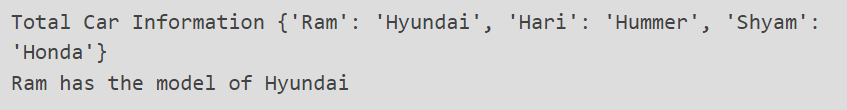 Total Car Information {'Ram': 'Hyundai', 'Hari': 'Hummer', 'Shyam':
'Honda'}
Ram has the model of Hyundai